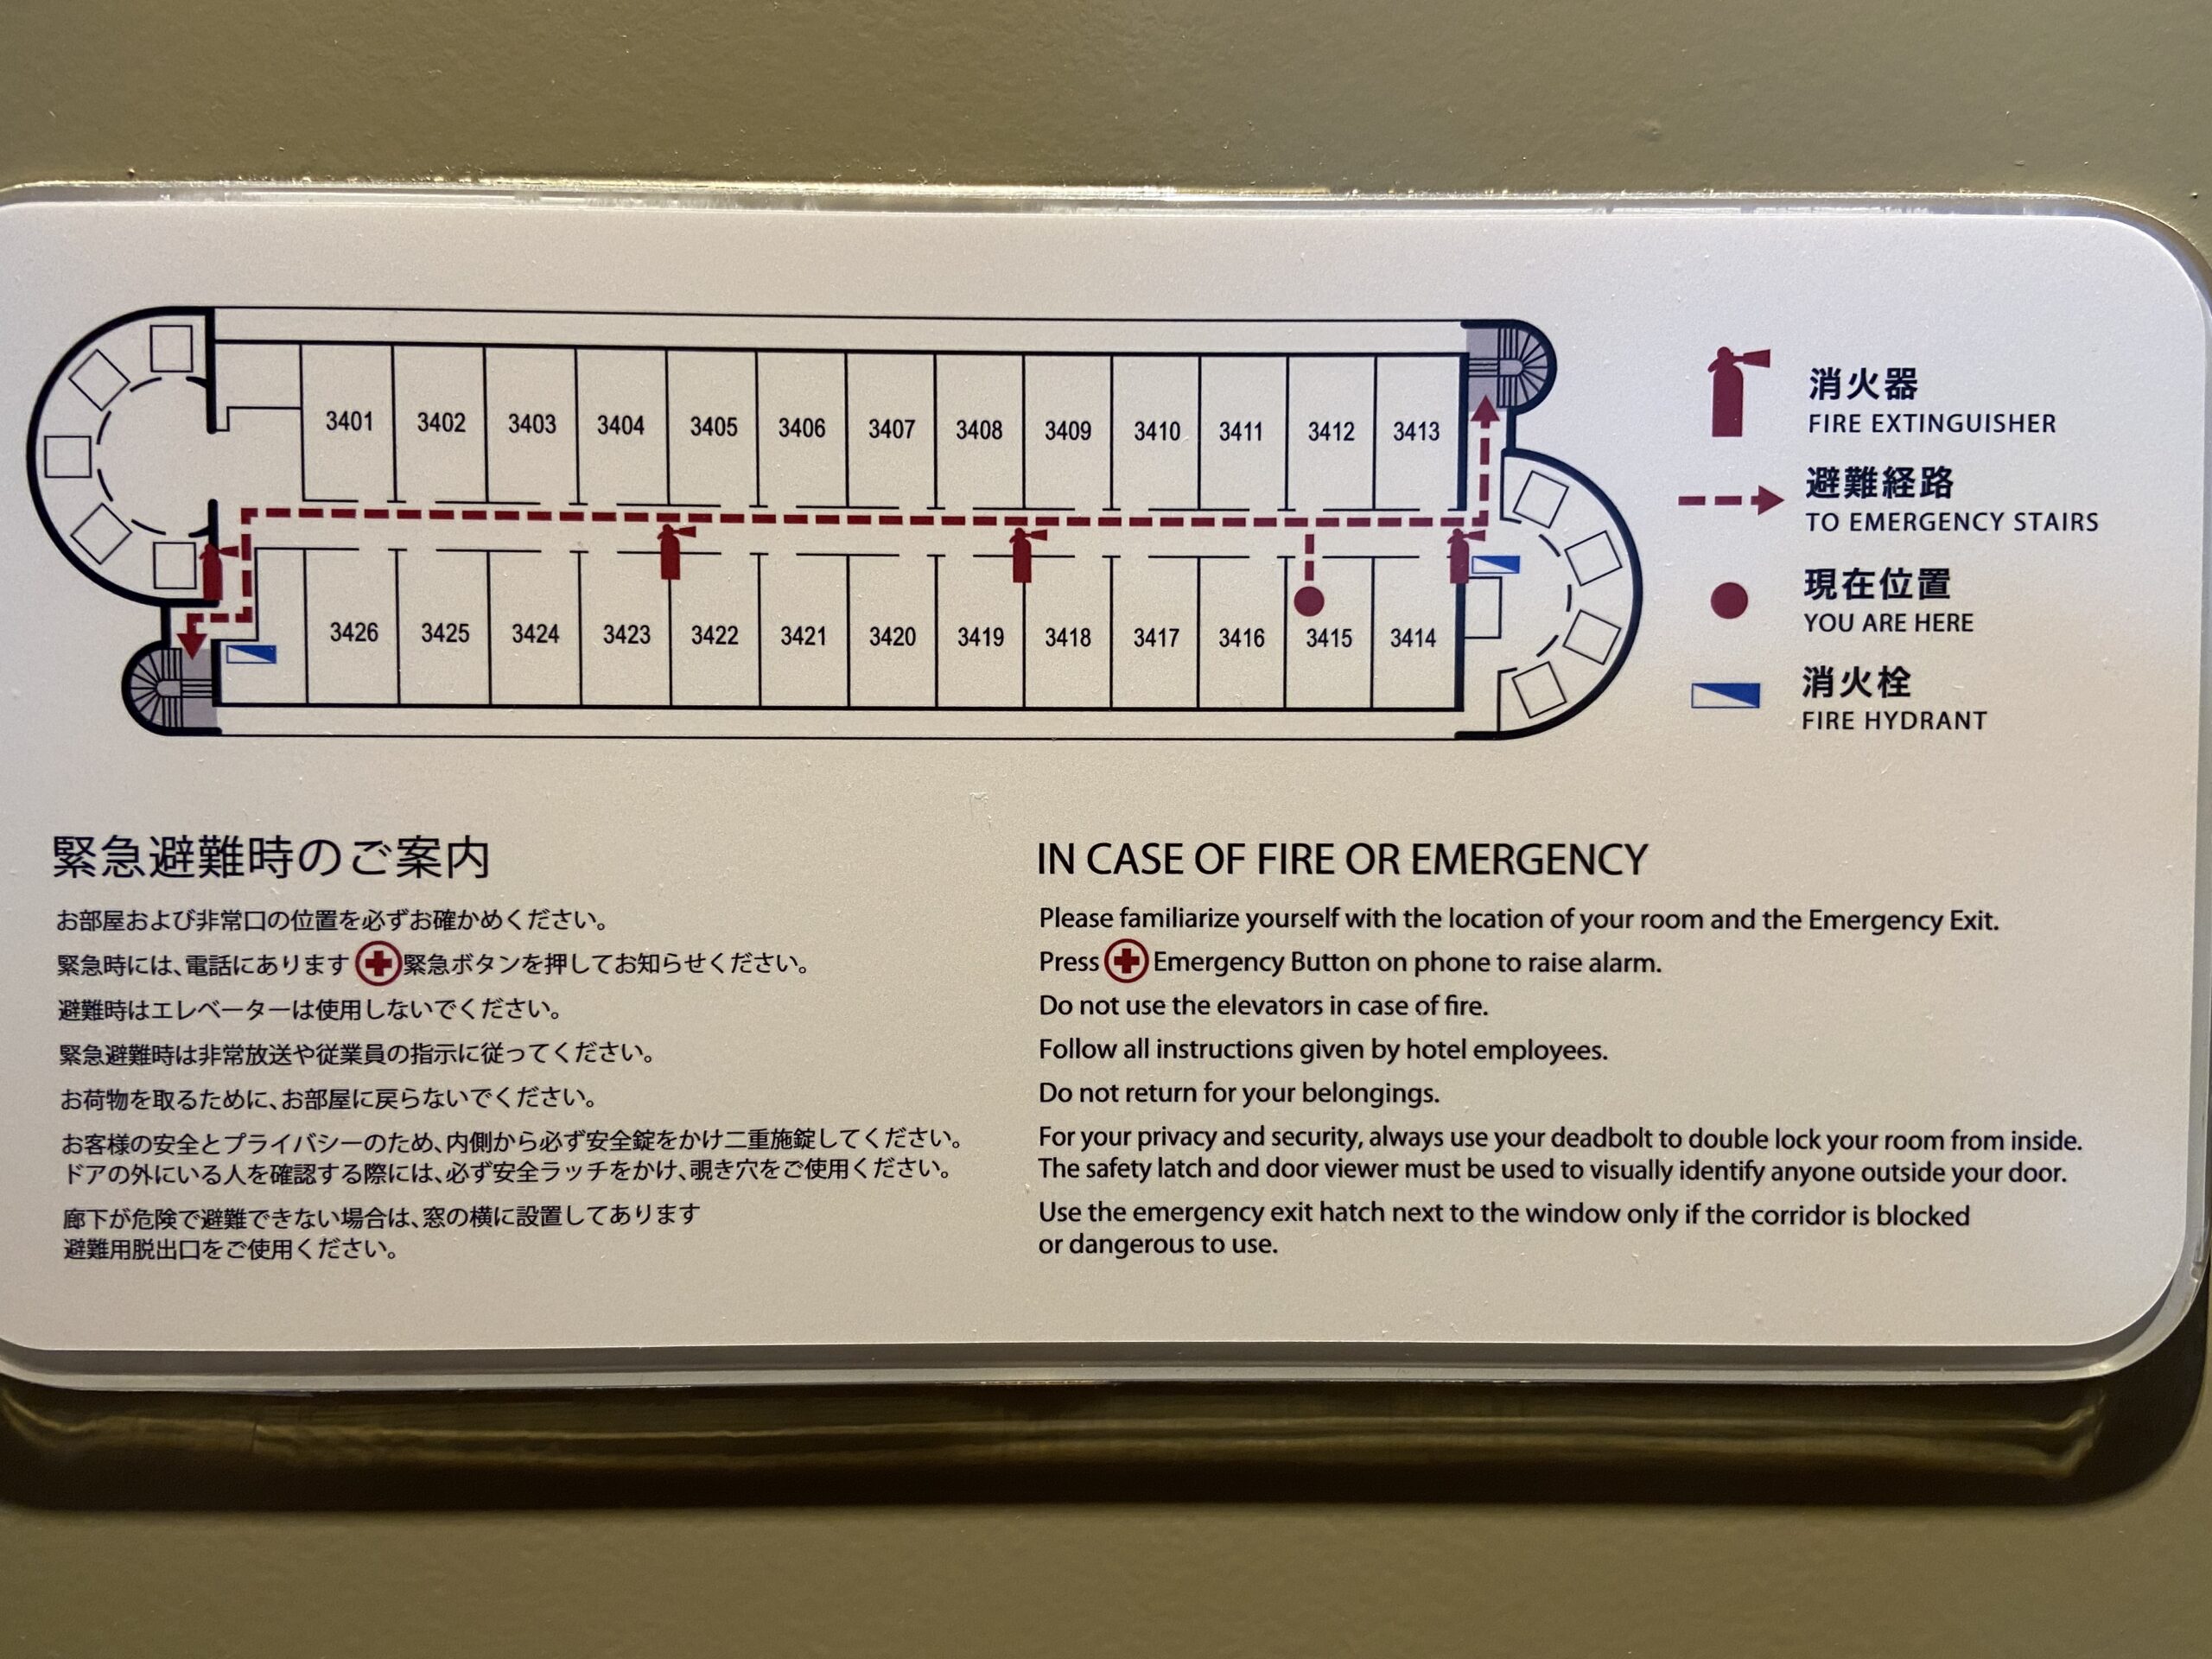 3401 3402 3403 3404 3405 3406 3407 3408 3409 3410 3411 3412 3413
3426 3425 3424 3423 3422 3421 3420 3419 3418 3417 3416 3415 3414
消火器
FIRE EXTINGUISHER
避難経路
TO EMERGENCY STAIRS
現在位置
YOU ARE HERE
消火栓
FIRE HYDRANT
緊急避難時のご案内
お部屋および非常口の位置を必ずお確かめください。
緊急時には、電話にあります緊急ボタンを押してお知らせください。
避難時はエレベーターは使用しないでください。
緊急避難時は非常放送や従業員の指示に従ってください。
お荷物を取るために、お部屋に戻らないでください。
お客様の安全とプライバシーのため、内側から必ず安全錠をかけ二重施錠してください。
ドアの外にいる人を確認する際には、必ず安全ラッチをかけ、覗き穴をご使用ください。
廊下が危険で避難できない場合は、窓の横に設置してあります
避難用脱出口をご使用ください。
IN CASE OF FIRE OR EMERGENCY
Please familiarize yourself with the location of your room and the Emergency Exit.
Press Emergency Button on phone to raise alarm.
Do not use the elevators in case of fire.
Follow all instructions given by hotel employees.
Do not return for your belongings.
For your privacy and security, always use your deadbolt to double lock your room from inside.
The safety latch and door viewer must be used to visually identify anyone outside your door.
Use the emergency exit hatch next to the window only if the corridor is blocked
or dangerous to use.